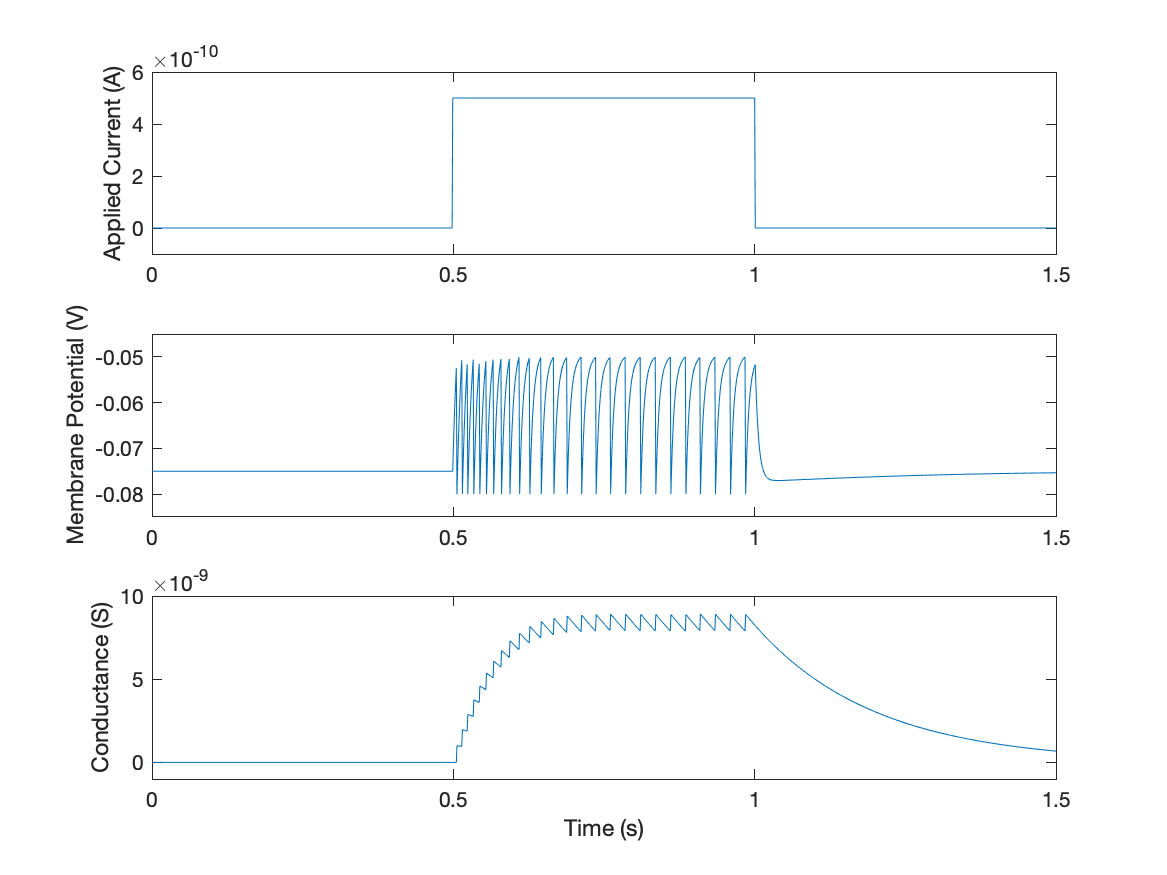 ×10-10
Applied Current (A)
6
4
2
0
0 0.5 1 1.5
Membrane Potential (V)
-0.05
-0.06
-0.07
-0.08
0 0.5 1 1.5
×10-9
Conductance (S)
10
5
0
0 0.5 1 1.5
Time (s)